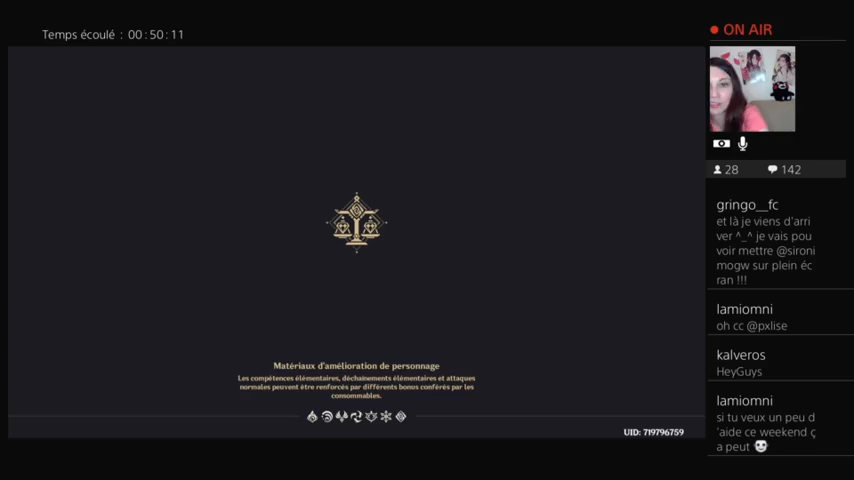 Temps écoulé : 00:50:11
ON AIR
28 142
gringo__fc
et là je viens d'arri
ver ^_^ je vais pou
voir mettre @sironi
mogw sur plein éc
ran !!!
lamiomni
oh cc @pxlise
kalveros
HeyGuys
lamiomni
si tu veux un peu d
'aide ce weekend ç
a peut
Matériaux d'amélioration de personnage
Les compétences élémentaires, déchaînements élémentaires et attaques
normales peuvent être renforcés par différents bonus conférés par les
consommables.
UID: 719796759